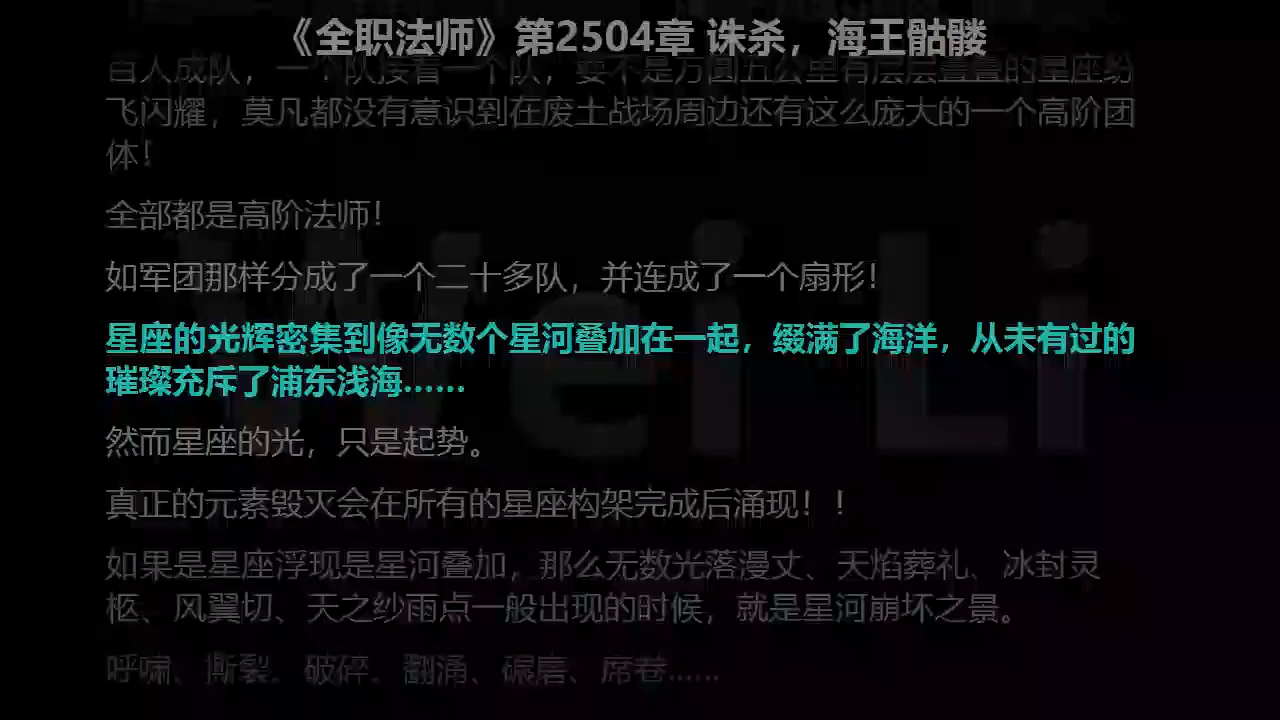 《全职法师》第2504章 诛杀，海王骷髅
百人成队，一个队接着一个队，要不是方圆五公里有层层叠叠的星座纷
飞闪耀，莫凡都没有意识到在废土战场周边还有这么庞大的一个高阶团
体！
全部都是高阶法师！
如军团那样分成了一个二十多队，并连成了一个扇形！
星座的光辉密集到像无数个星河叠加在一起，缀满了海洋，从未有过的
璀璨充斥了浦东浅海……
然而星座的光，只是起势。
真正的元素毁灭会在所有的星座构架完成后涌现！！
如果是星座浮现是星河叠加，那么无数光落漫丈、天焰葬礼、冰封灵
柩、风翼切、天之纱雨点一般出现的时候，就是星河崩坏之景。
呼啸、撕裂、破碎、翻涌、碾磨、席卷……
Wei Li